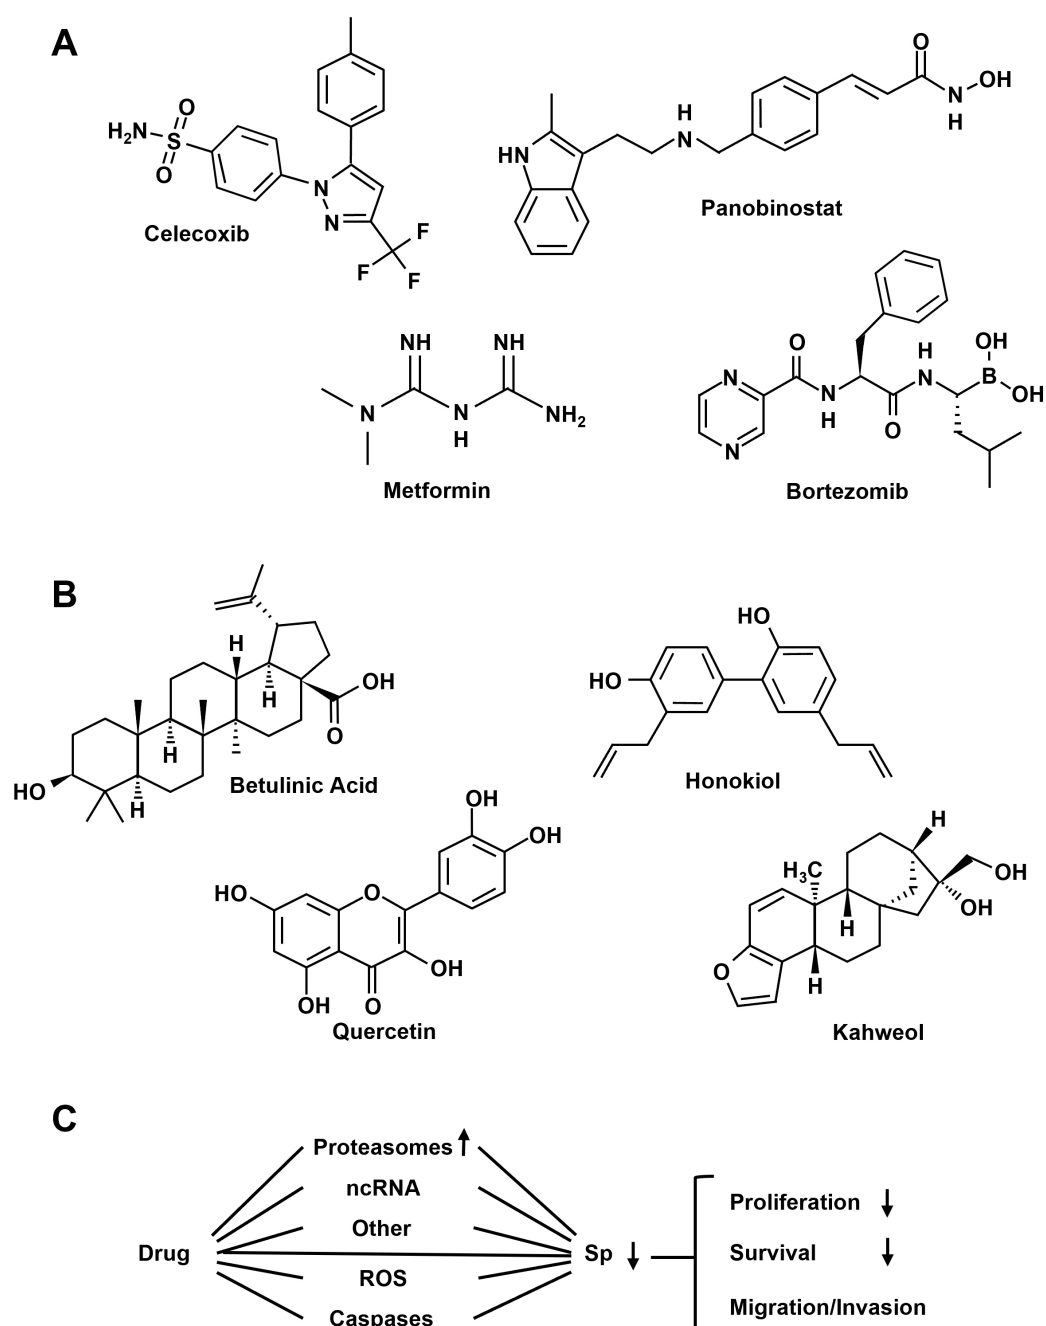 A
H₂N
S
O
O
N
N
F
F
F
Celecoxib
HN
H
N
O
N
H
OH
Panobinostat
NH
NH
N
N
H
NH₂
Metformin
N
N
O
N
H
O
H
N
B
OH
OH
Bortezomib
B
H
H
OH
O
HO
H
H
Betulinic Acid
HO
HO
Honokiol
OH
OH
HO
O
OH
OH
O
Quercetin
H
H₃C
OH
OH
H
O
H
Kahweol
C
Proteasomes ↑
ncRNA
Other
Drug
Sp ↓
ROS
Caspases
Proliferation ↓
Survival ↓
Migration/Invasion